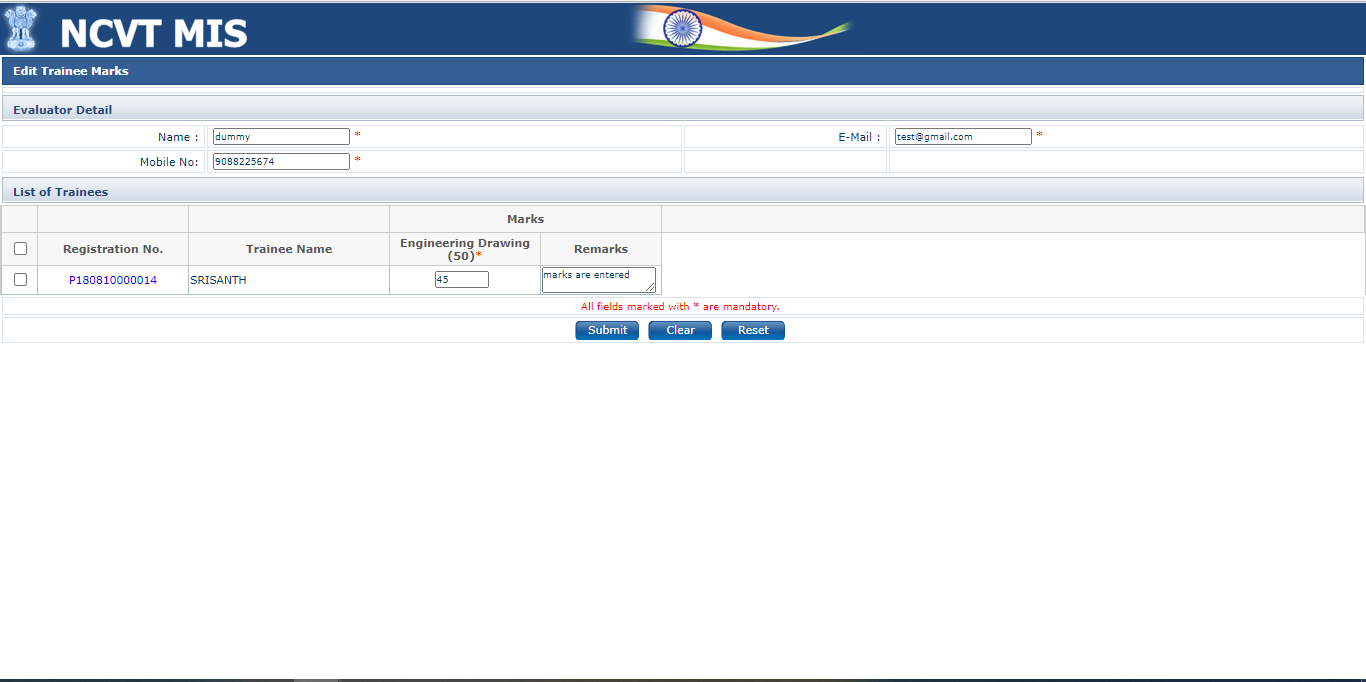 NCVT MIS
Edit Trainee Marks
Evaluator Detail
Name : dummy * E-Mail : test@gmail.com *
Mobile No: 9088225674 *
List of Trainees
Marks
Registration No. Trainee Name Engineering Drawing (50)* Remarks
P180810000014 SRISANTH 45 marks are entered
All fields marked with * are mandatory.
Submit Clear Reset